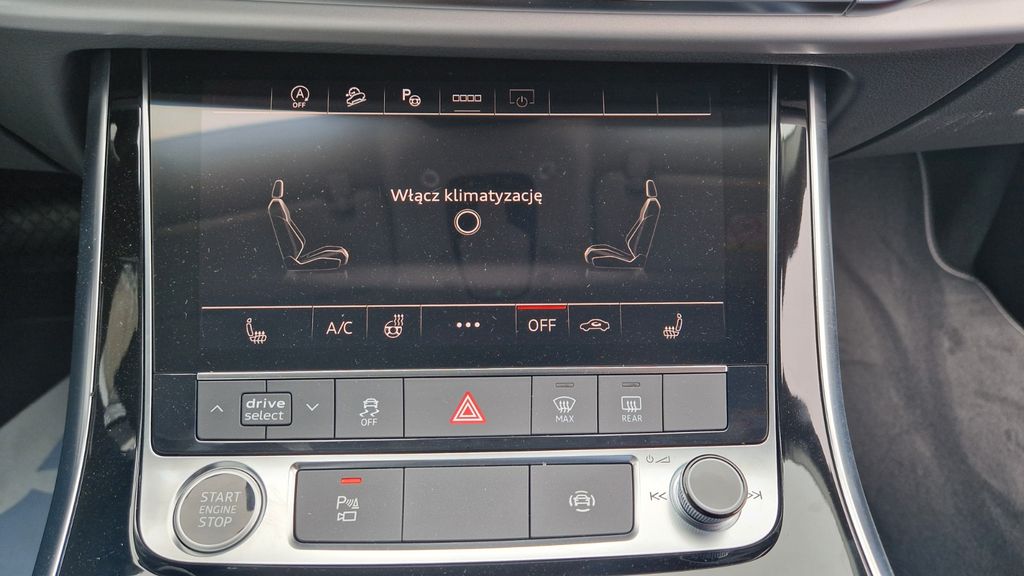 A
OFF
P
Włącz klimatyzację
A/C
•••
OFF
drive
select
OFF
MAX
REAR
START
ENGINE
STOP
P